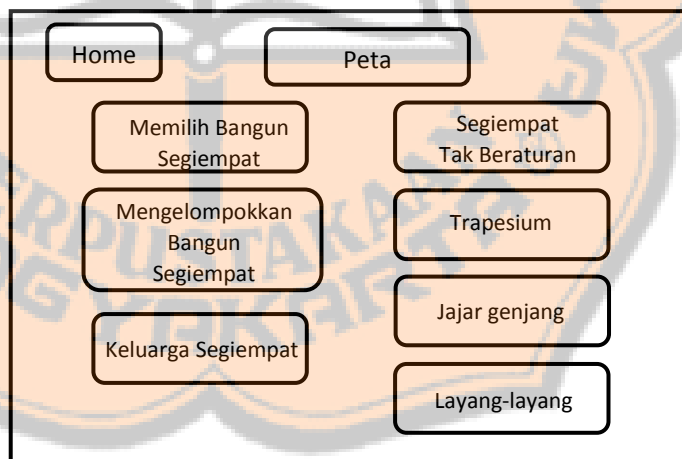 Home
Peta
Memilih Bangun
Segiempat
Mengelompokkan
Bangun
Segiempat
Keluarga Segiempat
Segiempat
Tak Beraturan
Trapesium
Jajar genjang
Layang-layang